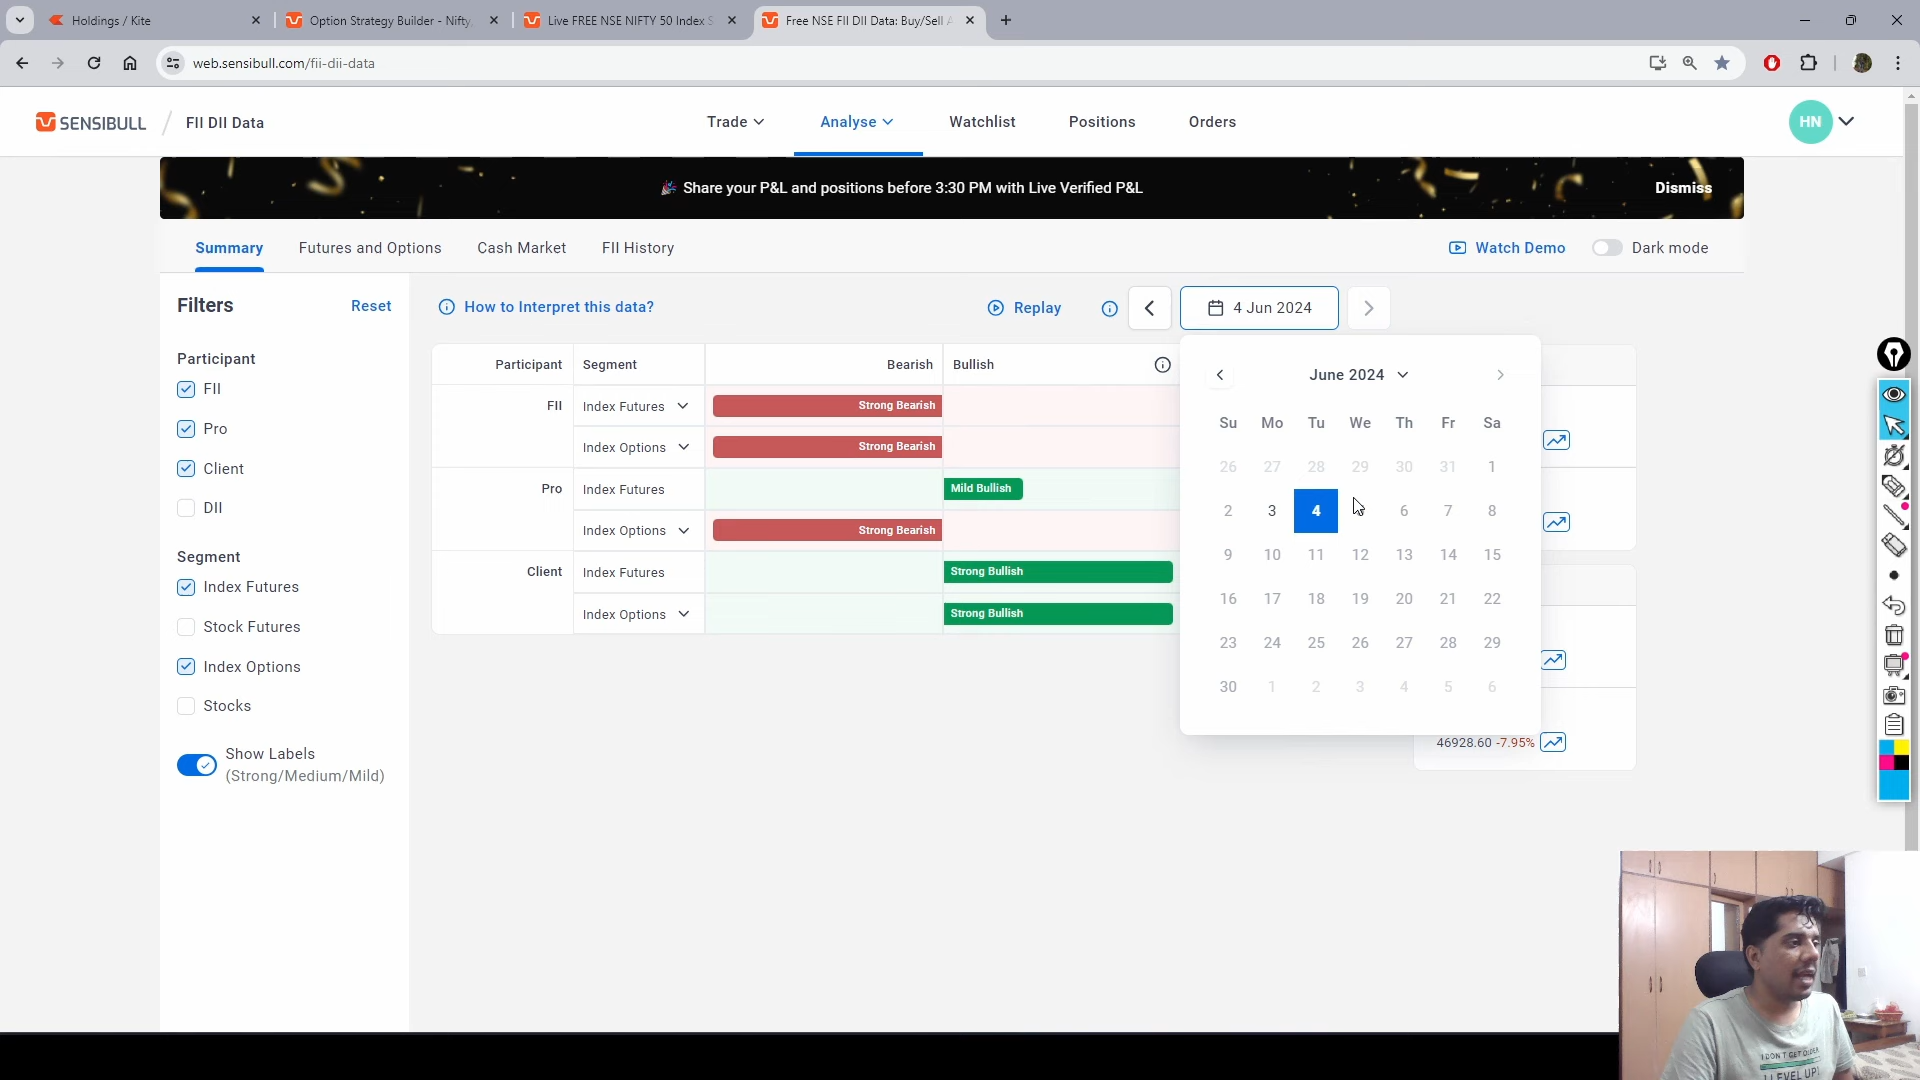 Holdings / Kite
Option Strategy Builder - Nifty,
Live FREE NSE NIFTY 50 Index S
Free NSE FII DII Data: Buy/Sell A
web.sensibull.com/fii-dii-data
SENSIBULL / FII DII Data
Trade
Analyse
Watchlist
Positions
Orders
HN
Share your P&L and positions before 3:30 PM with Live Verified P&L
Dismiss
Summary
Futures and Options
Cash Market
FII History
Watch Demo
Dark mode
Filters
Reset
How to Interpret this data?
Replay
4 Jun 2024
Participant
FII
Pro
Client
DII
Segment
Index Futures
Stock Futures
Index Options
Stocks
Show Labels
(Strong/Medium/Mild)
Participant Segment Bearish Bullish
FII Index Futures Strong Bearish
Index Options Strong Bearish
Pro Index Futures Mild Bullish
Index Options Strong Bearish
Client Index Futures Strong Bullish
Index Options Strong Bullish
June 2024
Su Mo Tu We Th Fr Sa
26 27 28 29 30 31 1
2 3 4 6 7 8
9 10 11 12 13 14 15
16 17 18 19 20 21 22
23 24 25 26 27 28 29
30 1 2 3 4 5 6
46928.60 -7.95%
I DON'T GET OLDER
I LEVEL UP!